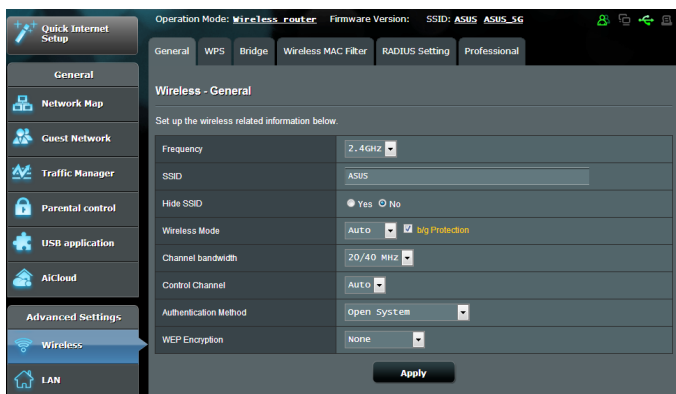 Quick Internet
Setup
Operation Mode: Wireless router Firmware Version: SSID: ASUS ASUS_5G
General WPS Bridge Wireless MAC Filter RADIUS Setting Professional
General
Network Map
Guest Network
Traffic Manager
Parental control
USB application
AiCloud
Advanced Settings
Wireless
LAN
Wireless - General
Set up the wireless related information below.
Frequency 2.4GHz
SSID ASUS
Hide SSID Yes No
Wireless Mode Auto b/g Protection
Channel bandwidth 20/40 MHz
Control Channel Auto
Authentication Method Open System
WEP Encryption None
Apply